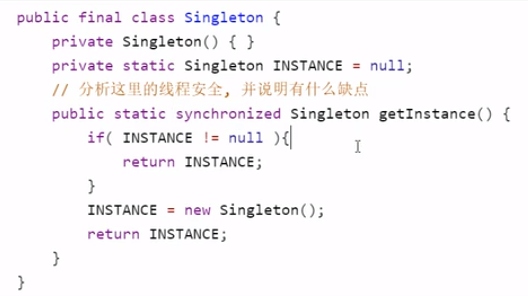 public final class Singleton {
    private Singleton() { }
    private static Singleton INSTANCE = null;
    // 分析这里的线程安全, 并说明有什么缺点
    public static synchronized Singleton getInstance() {
        if( INSTANCE != null ){
            return INSTANCE;
        }
        INSTANCE = new Singleton();
        return INSTANCE;
    }
}